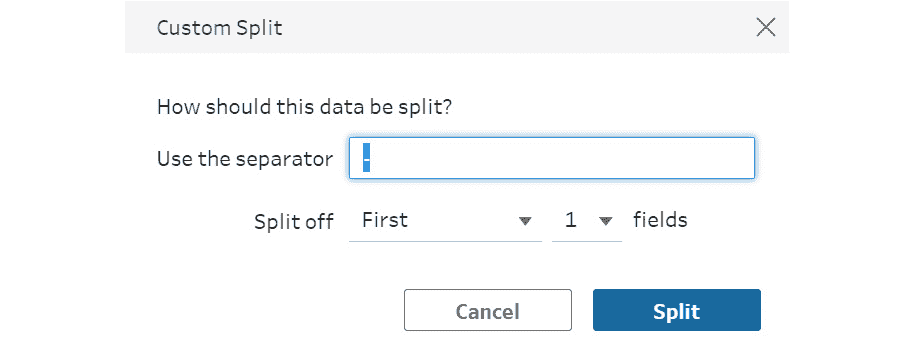 Custom Split
How should this data be split?
Use the separator -
Split off First 1 fields
Cancel Split